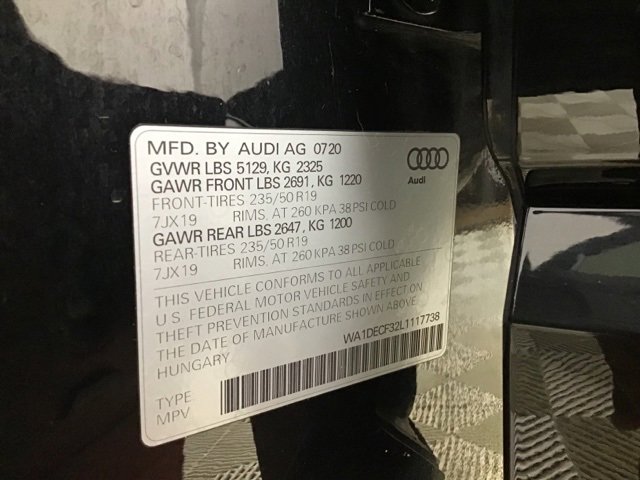 MFD. BY AUDI AG 0720
GVWR LBS 5129, KG 2325
GAWR FRONT LBS 2691, KG 1220
FRONT-TIRES 235/50 R19
7JX19 RIMS, AT 260 KPA 38 PSI COLD
GAWR REAR LBS 2647, KG 1200
REAR-TIRES 235/50 R19
7JX19 RIMS, AT 260 KPA 38 PSI COLD
Audi
THIS VEHICLE CONFORMS TO ALL APPLICABLE
U.S. FEDERAL MOTOR VEHICLE SAFETY AND
THEFT PREVENTION STANDARDS IN EFFECT ON
THE DATE OF MANUFACTURE SHOWN ABOVE.
HUNGARY
WA1DECF32L1117738
TYPE
MPV